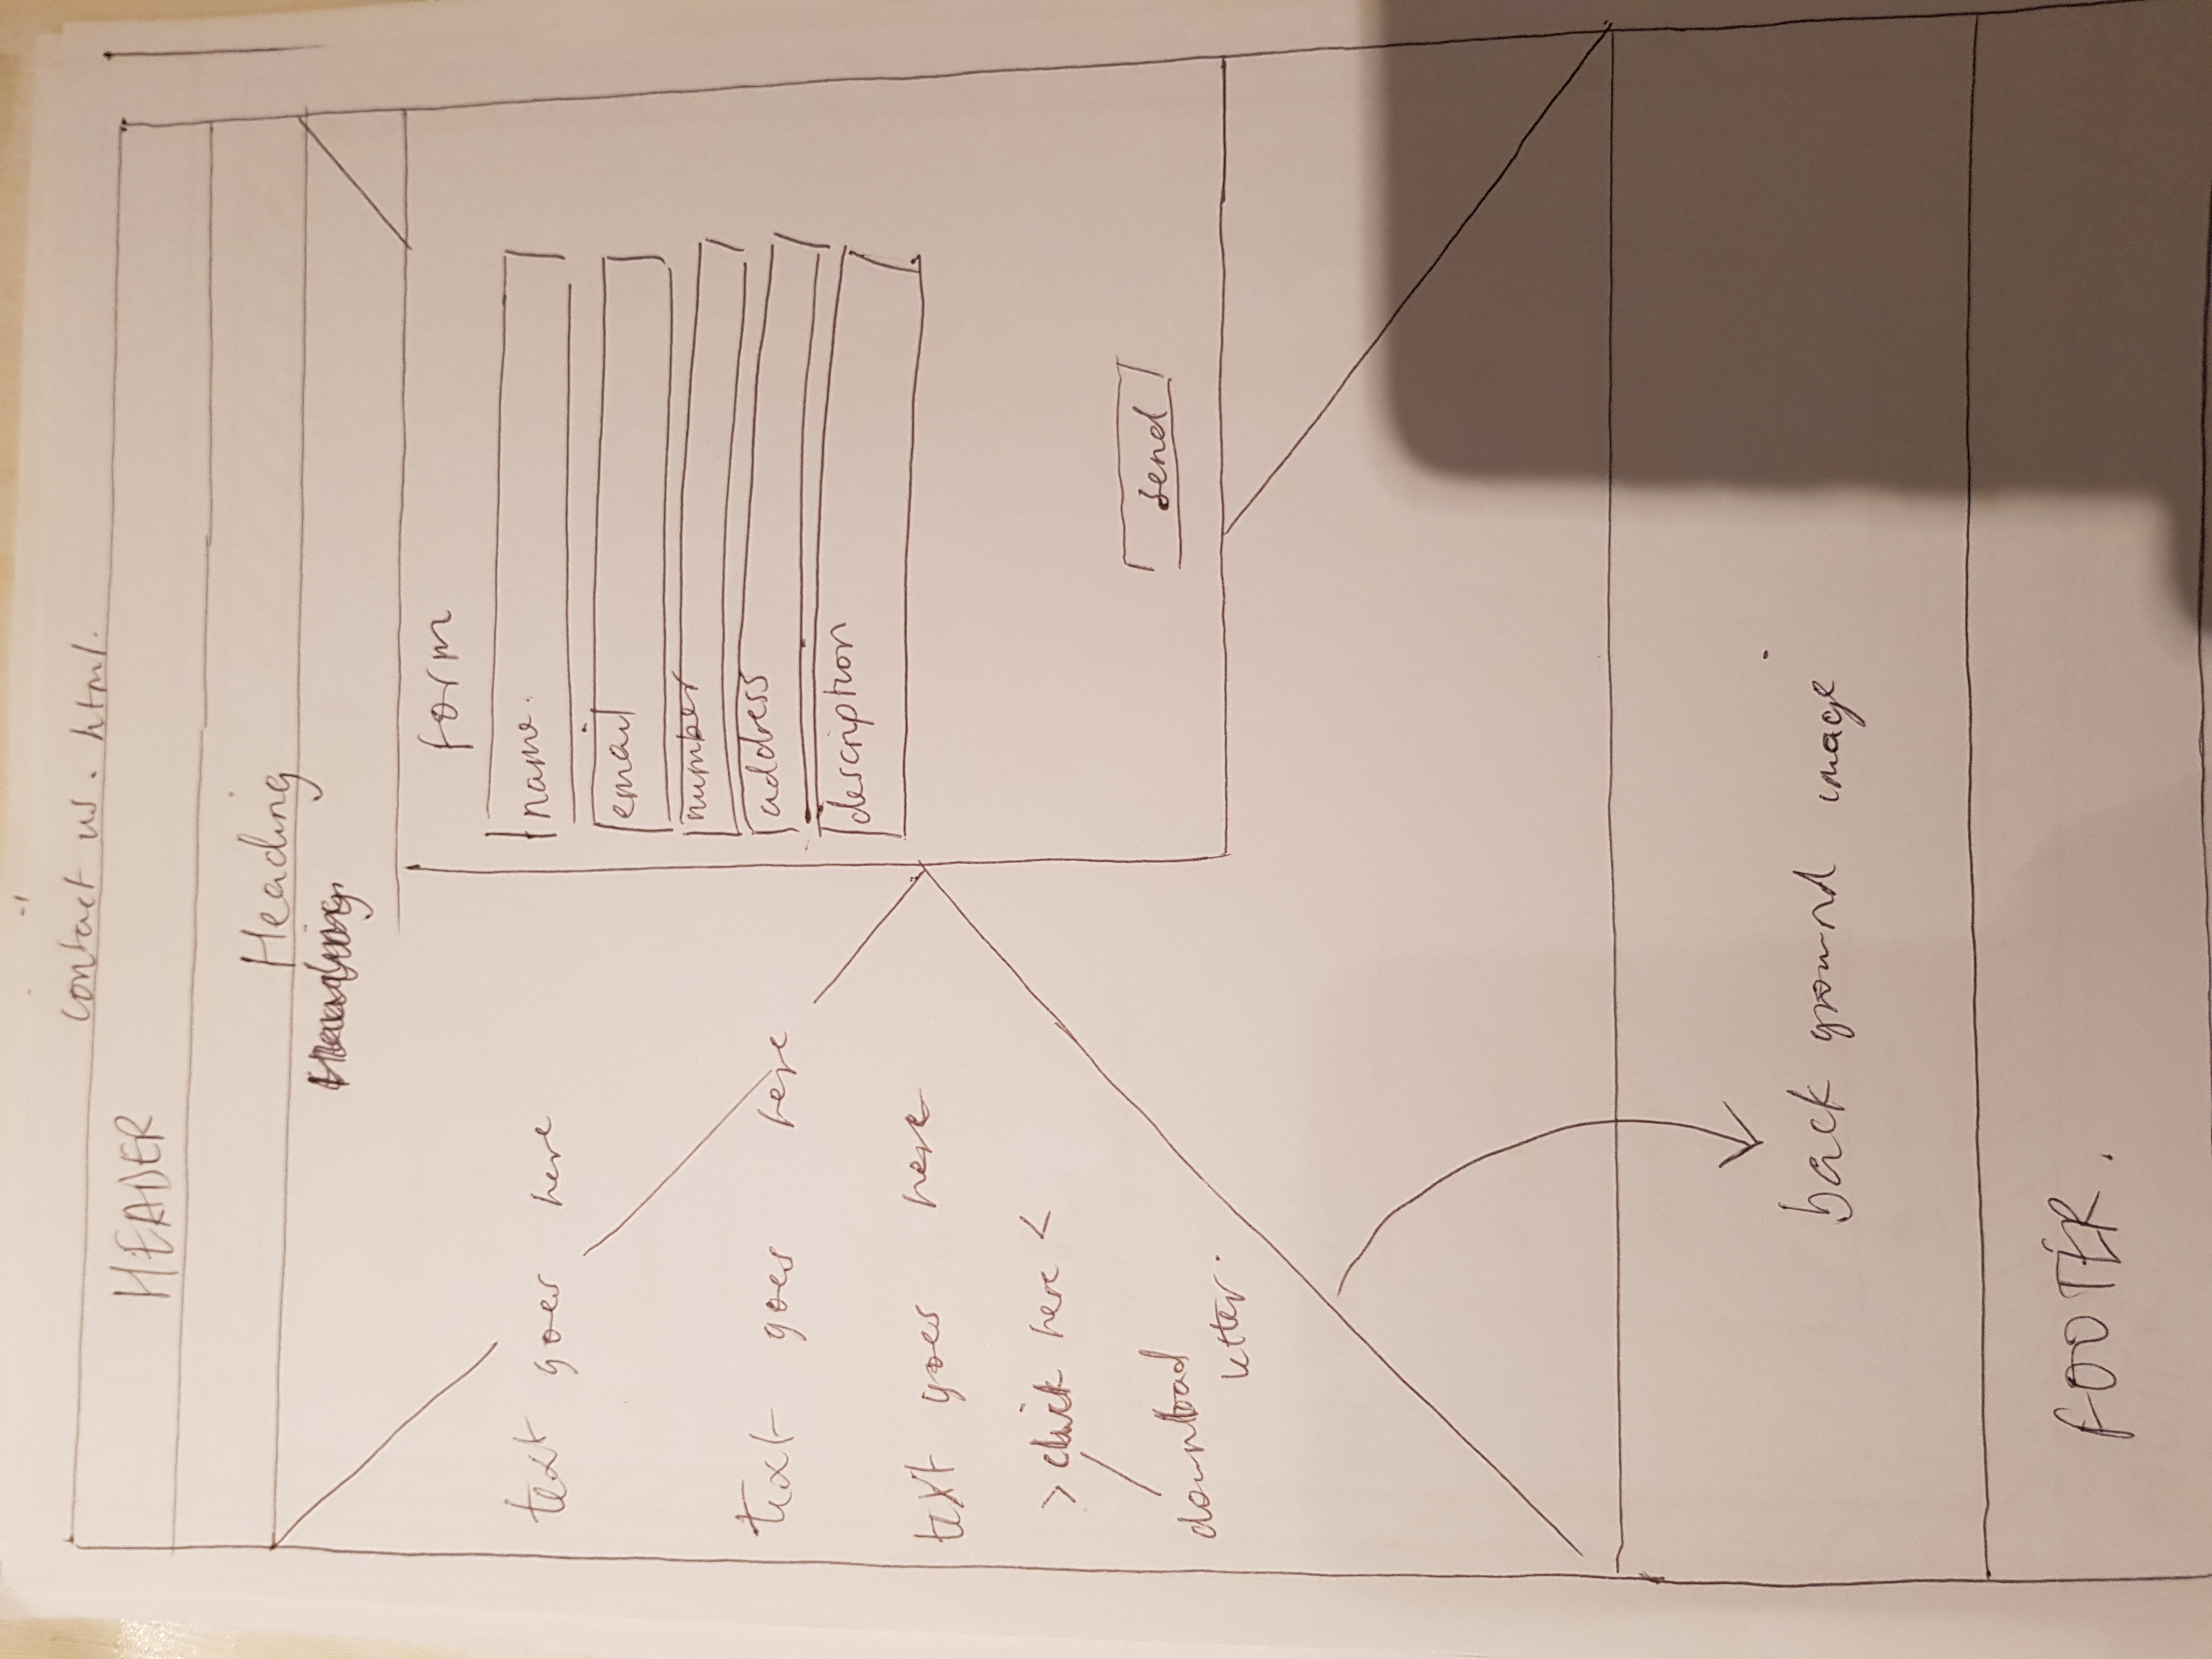 contact us. html.
HEADER
Heading
form
name.
email
number
address
description
send
text goes here
text goes here
text goes here
> click here <
download
letter.
back ground image
FOOTER.